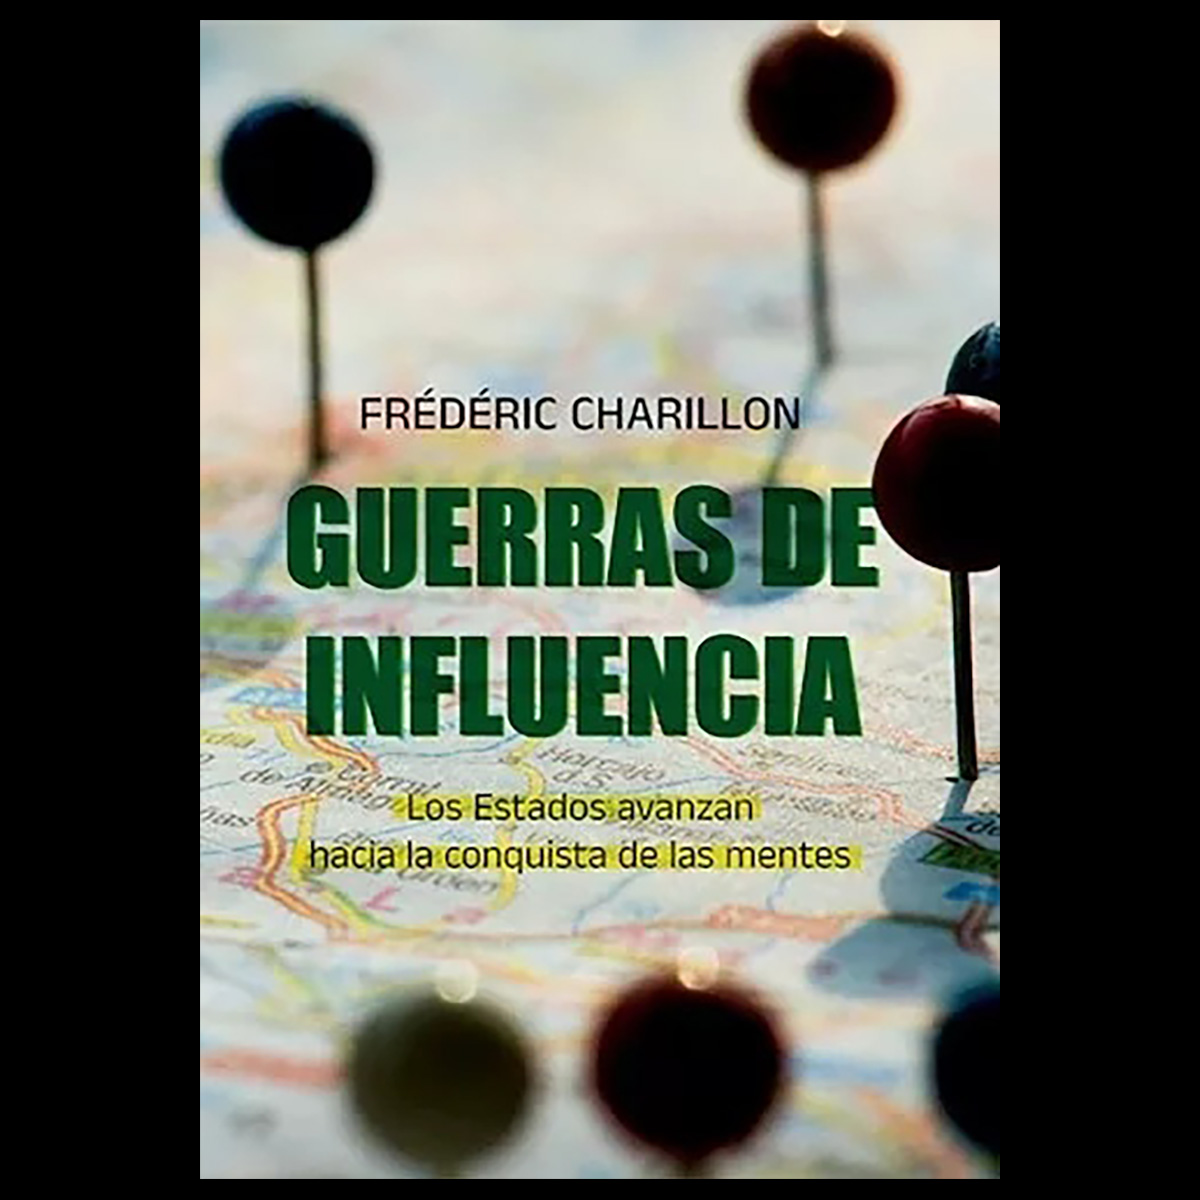 FRÉDÉRIC CHARILLON
GUERRAS DE
INFLUENCIA
Los Estados avanzan
hacia la conquista de las mentes